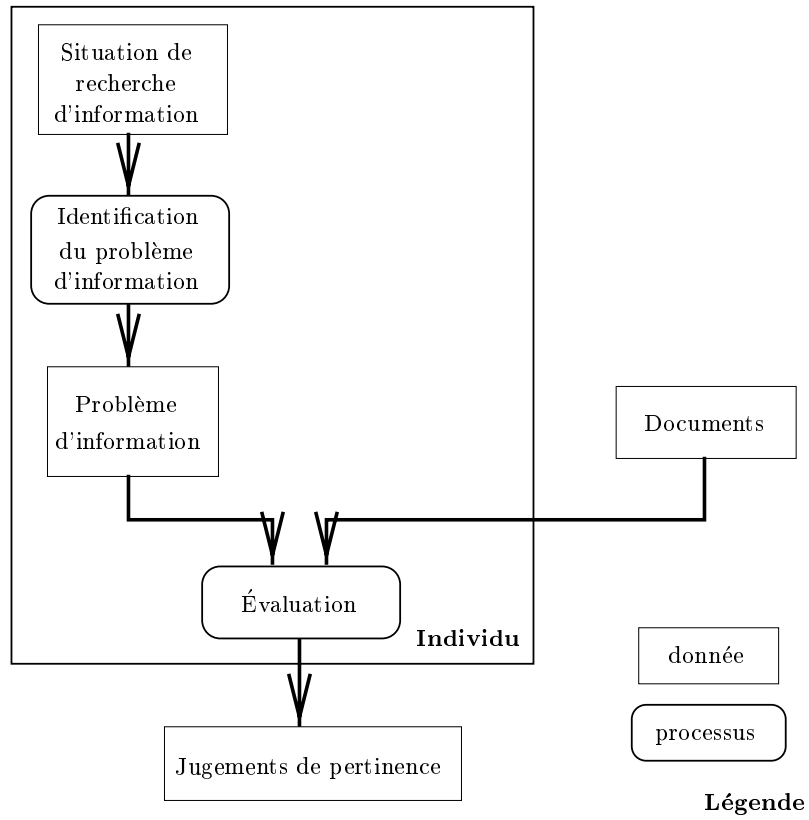 Situation de
recherche
d'information
Identification
du problème
d'information
Problème
d'information
Documents
Évaluation
Individu
Jugements de pertinence
donnée
processus
Légende